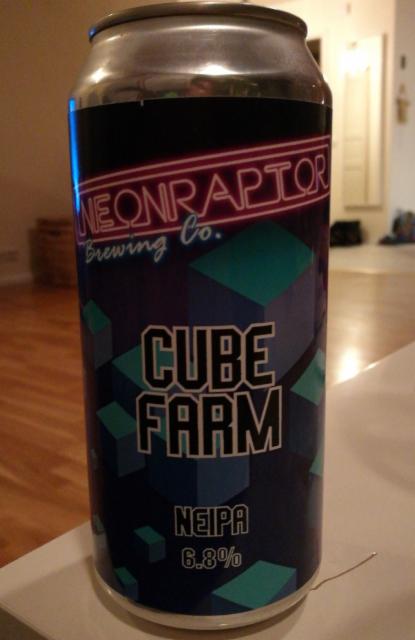 NEONRAPTOR
Brewing Co.
CUBE
FARM
NEIPA
6.8%